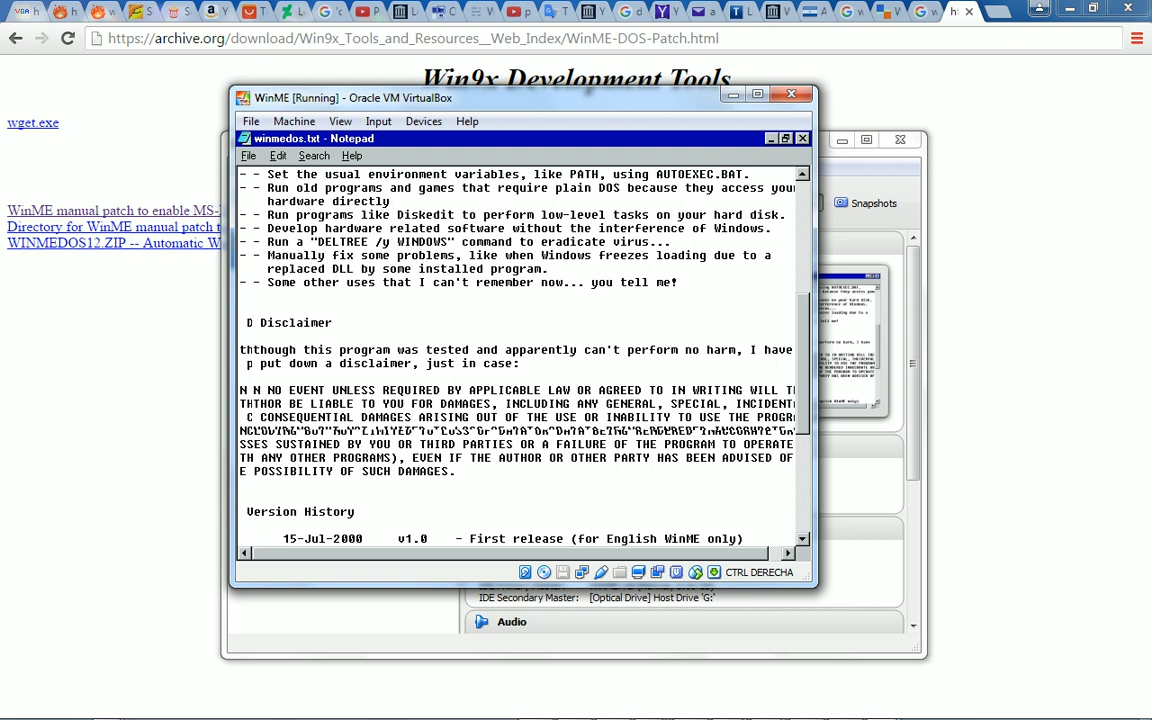 https://archive.org/download/Win9x_Tools_and_Resources__Web_Index/WinME-DOS-Patch.html
Win9x Development Tools
wget.exe
WinME manual patch to enable MS-
Directory for WinME manual patch t
WINMEDOS12.ZIP -- Automatic W
WinME [Running] - Oracle VM VirtualBox
File Machine View Input Devices Help
winmedos.txt - Notepad
File Edit Search Help
- - Set the usual environment variables, like PATH, using AUTOEXEC.BAT.
- - Run old programs and games that require plain DOS because they access your
hardware directly
- - Run programs like Diskedit to perform low-level tasks on your hard disk.
- - Develop hardware related software without the interference of Windows.
- - Run a "DELTREE /y WINDOWS" command to eradicate virus...
- - Manually fix some problems, like when Windows freezes loading due to a
replaced DLL by some installed program.
- - Some other uses that I can't remember now... you tell me!
D Disclaimer
ththough this program was tested and apparently can't perform no harm, I have
p put down a disclaimer, just in case:
N N NO EVENT UNLESS REQUIRED BY APPLICABLE LAW OR AGREED TO IN WRITING WILL TH
THTHOR BE LIABLE TO YOU FOR DAMAGES, INCLUDING ANY GENERAL, SPECIAL, INCIDENT
C CONSEQUENTIAL DAMAGES ARISING OUT OF THE USE OR INABILITY TO USE THE PROGR
SSES SUSTAINED BY YOU OR THIRD PARTIES OR A FAILURE OF THE PROGRAM TO OPERATE
TH ANY OTHER PROGRAMS), EVEN IF THE AUTHOR OR OTHER PARTY HAS BEEN ADVISED OF
E POSSIBILITY OF SUCH DAMAGES.
Version History
15-Jul-2000 v1.0 - First release (for English WinME only)
CTRL DERECHA
Snapshots
IDE Secondary Master: [Optical Drive] Host Drive 'G:'
Audio